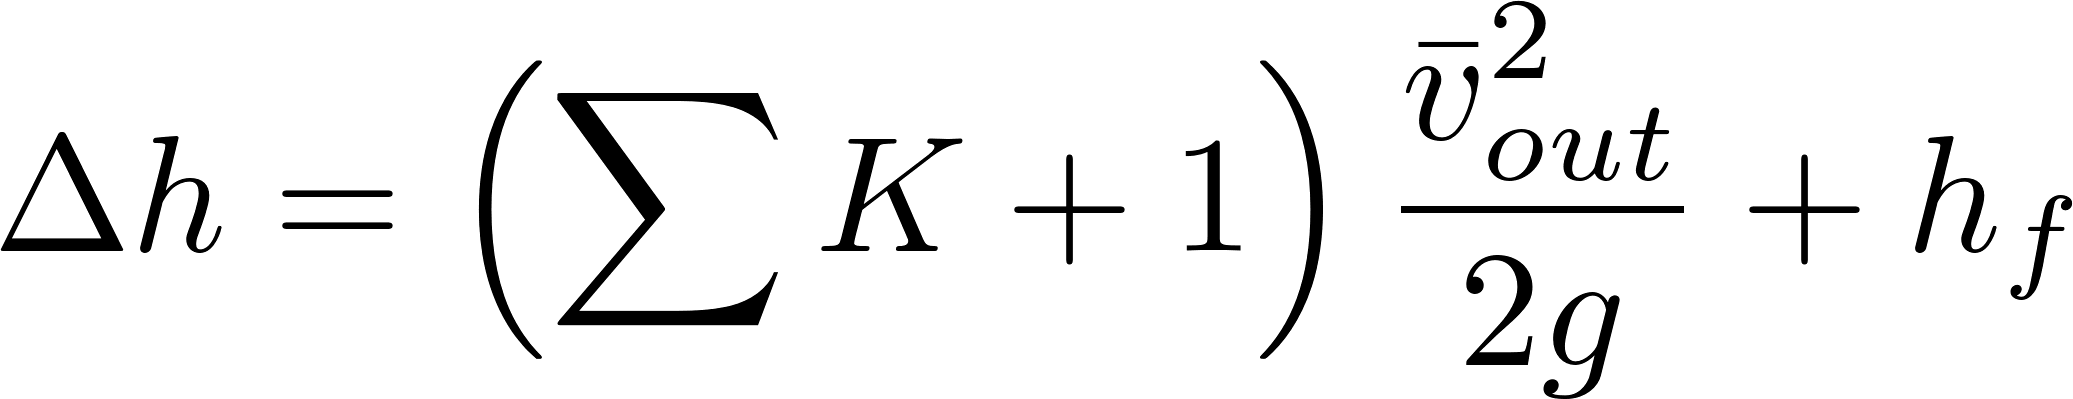 Δh = (∑ K + 1) v̄²_out / 2g + h_f